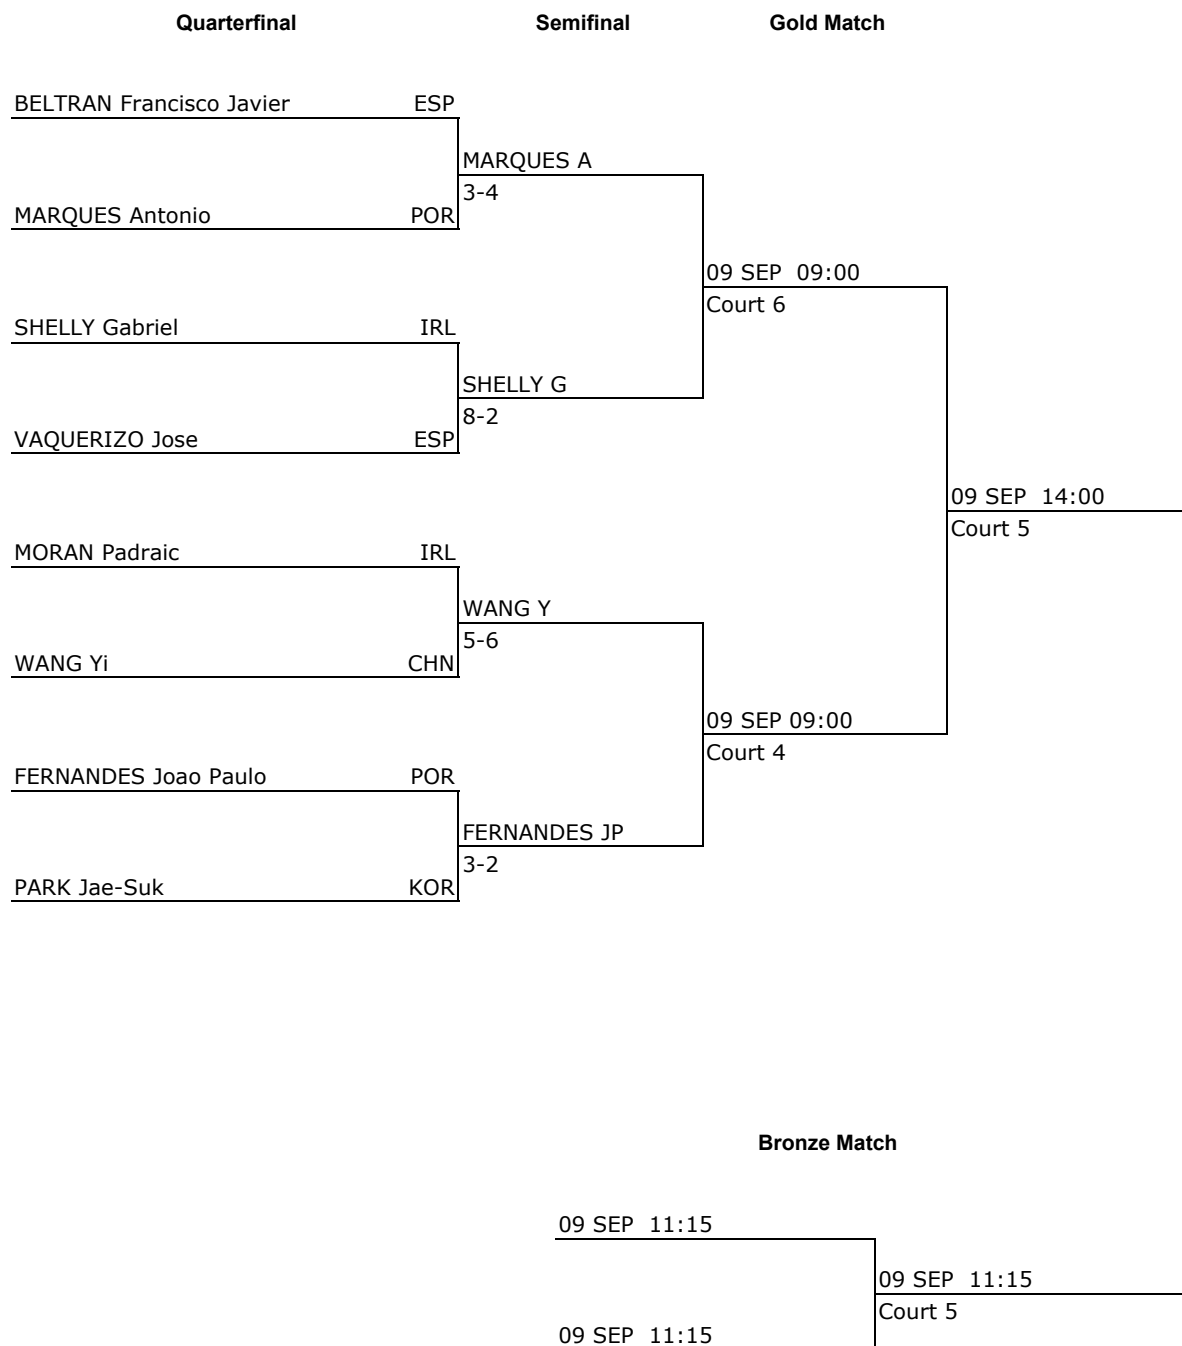 Quarterfinal Semifinal Gold Match
BELTRAN Francisco Javier ESP
MARQUES A
3-4
MARQUES Antonio POR
09 SEP 09:00
Court 6
SHELLY Gabriel IRL
SHELLY G
8-2
VAQUERIZO Jose ESP
09 SEP 14:00
Court 5
MORAN Padraic IRL
WANG Y
5-6
WANG Yi CHN
09 SEP 09:00
Court 4
FERNANDES Joao Paulo POR
FERNANDES JP
3-2
PARK Jae-Suk KOR
Bronze Match
09 SEP 11:15
09 SEP 11:15
Court 5
09 SEP 11:15